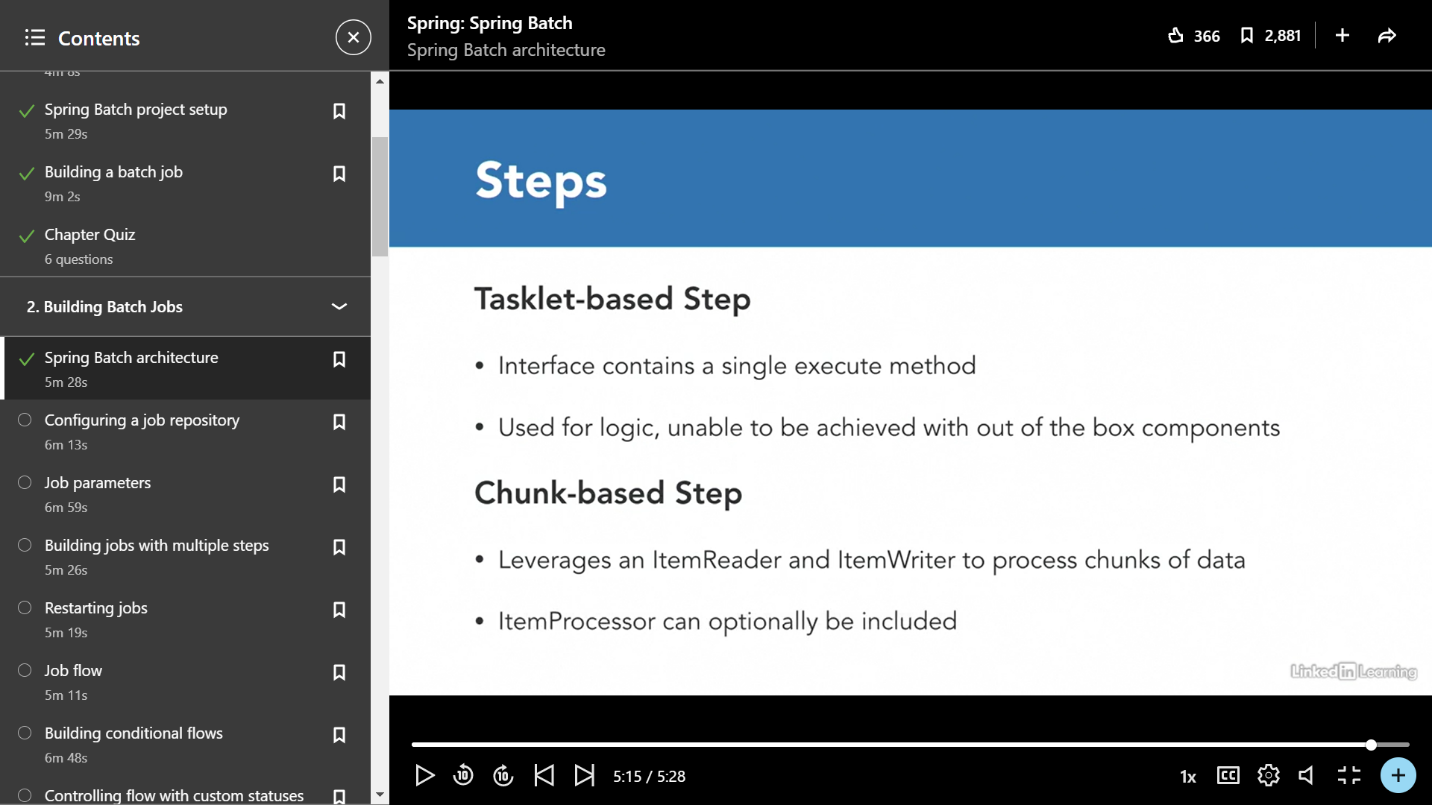 Contents
4m 8s
Spring Batch project setup
5m 29s
Building a batch job
9m 2s
Chapter Quiz
6 questions
2. Building Batch Jobs
Spring Batch architecture
5m 28s
Configuring a job repository
6m 13s
Job parameters
6m 59s
Building jobs with multiple steps
5m 26s
Restarting jobs
5m 19s
Job flow
5m 11s
Building conditional flows
6m 48s
Controlling flow with custom statuses
Spring: Spring Batch
Spring Batch architecture
366
2,881
Steps
Tasklet-based Step
• Interface contains a single execute method
• Used for logic, unable to be achieved with out of the box components
Chunk-based Step
• Leverages an ItemReader and ItemWriter to process chunks of data
• ItemProcessor can optionally be included
LinkedIn Learning
10
10
5:15 / 5:28
1x
CC